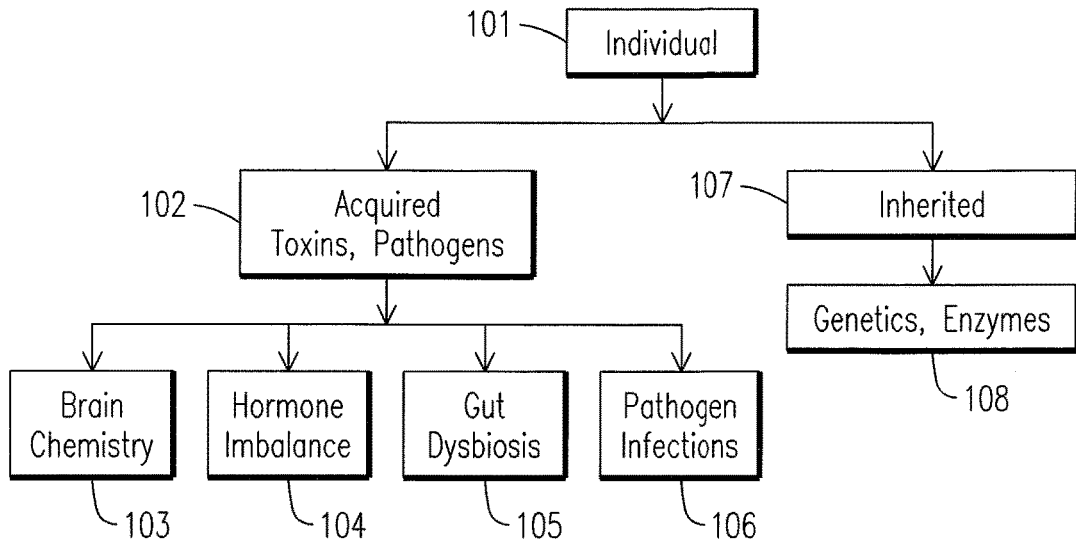 101
Individual
102
Acquired
Toxins, Pathogens
107
Inherited
Genetics, Enzymes
108
Brain
Chemistry
103
Hormone
Imbalance
104
Gut
Dysbiosis
105
Pathogen
Infections
106